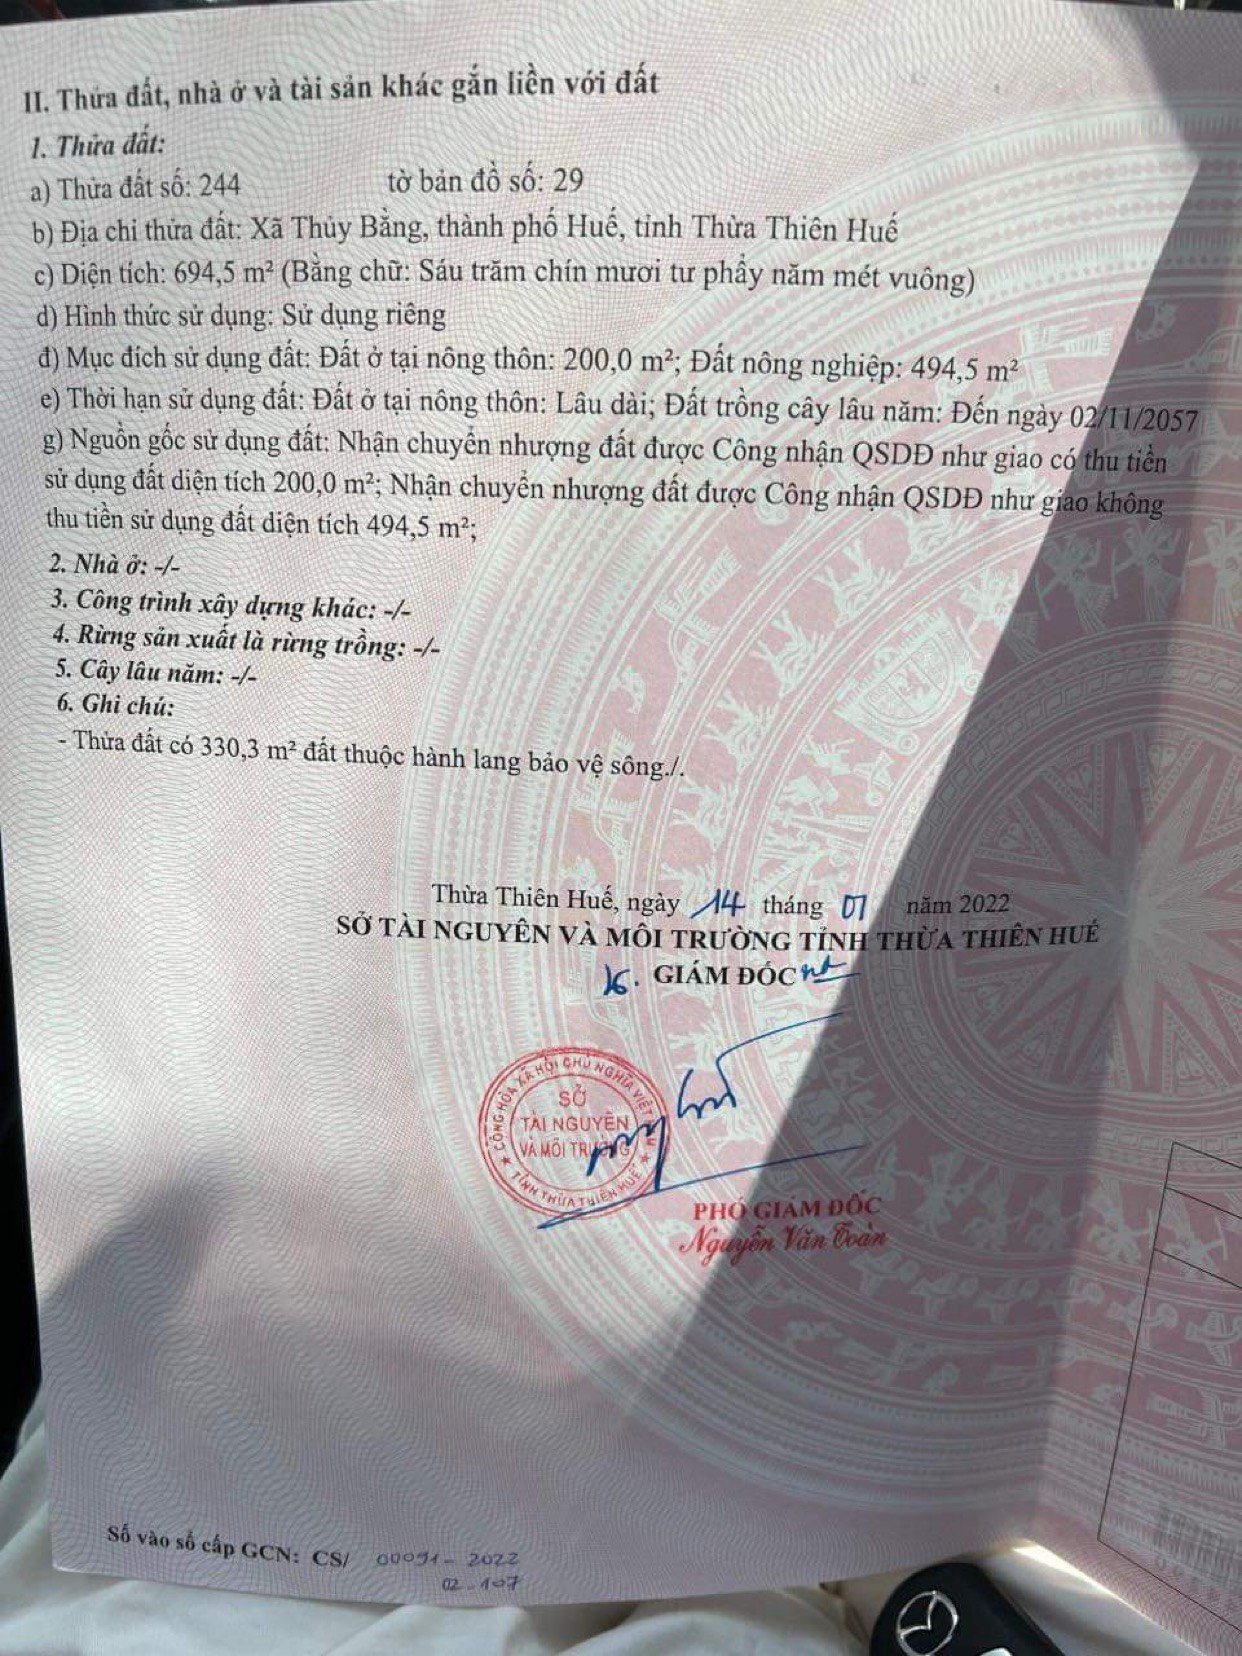 II. Thửa đất, nhà ở và tài sản khác gắn liền với đất
1. Thửa đất:
a) Thửa đất số: 244 tờ bản đồ số: 29
b) Địa chỉ thửa đất: Xã Thủy Bằng, thành phố Huế, tỉnh Thừa Thiên Huế
c) Diện tích: 694,5 m² (Bằng chữ: Sáu trăm chín mươi tư phẩy năm mét vuông)
d) Hình thức sử dụng: Sử dụng riêng
đ) Mục đích sử dụng đất: Đất ở tại nông thôn: 200,0 m²; Đất nông nghiệp: 494,5 m²
e) Thời hạn sử dụng đất: Đất ở tại nông thôn: Lâu dài; Đất trồng cây lâu năm: Đến ngày 02/11/2057
g) Nguồn gốc sử dụng đất: Nhận chuyển nhượng đất được Công nhận QSDĐ như giao có thu tiền
sử dụng đất diện tích 200,0 m²; Nhận chuyển nhượng đất được Công nhận QSDĐ như giao không
thu tiền sử dụng đất diện tích 494,5 m²;
2. Nhà ở: -/-
3. Công trình xây dựng khác: -/-
4. Rừng sản xuất là rừng trồng: -/-
5. Cây lâu năm: -/-
6. Ghi chú:
- Thửa đất có 330,3 m² đất thuộc hành lang bảo vệ sông./.
Thừa Thiên Huế, ngày 14 tháng 01 năm 2022
SỞ TÀI NGUYÊN VÀ MÔI TRƯỜNG TỈNH THỪA THIÊN HUẾ
GIÁM ĐỐC
CỘNG HÒA XÃ HỘI CHỦ NGHĨA VIỆT NAM
SỞ
TÀI NGUYÊN
VÀ MÔI TRƯỜNG
TỈNH THỪA THIÊN HUẾ
PHÓ GIÁM ĐỐC
Nguyễn Văn Toàn
Số vào sổ cấp GCN: CS/ 00091-2022
02-107